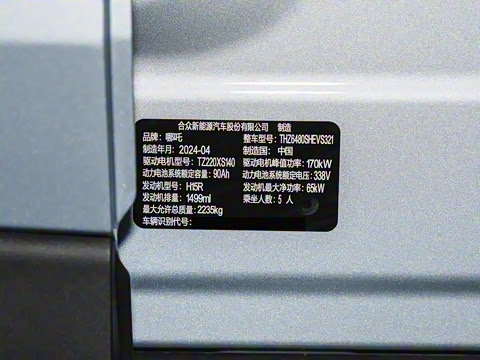 合众新能源汽车股份有限公司 制造
品牌: 哪吒 整车型号: THZ6480SHEVS321
制造年月: 2024-04 制造国: 中国
驱动电机型号: TZ220XS140 驱动电机峰值功率: 170kW
动力电池系统额定容量: 90Ah 动力电池系统额定电压: 338V
发动机型号: H15R 发动机最大净功率: 65kW
发动机排量: 1499ml 乘坐人数: 5 人
最大允许总质量: 2235kg
车辆识别代号: